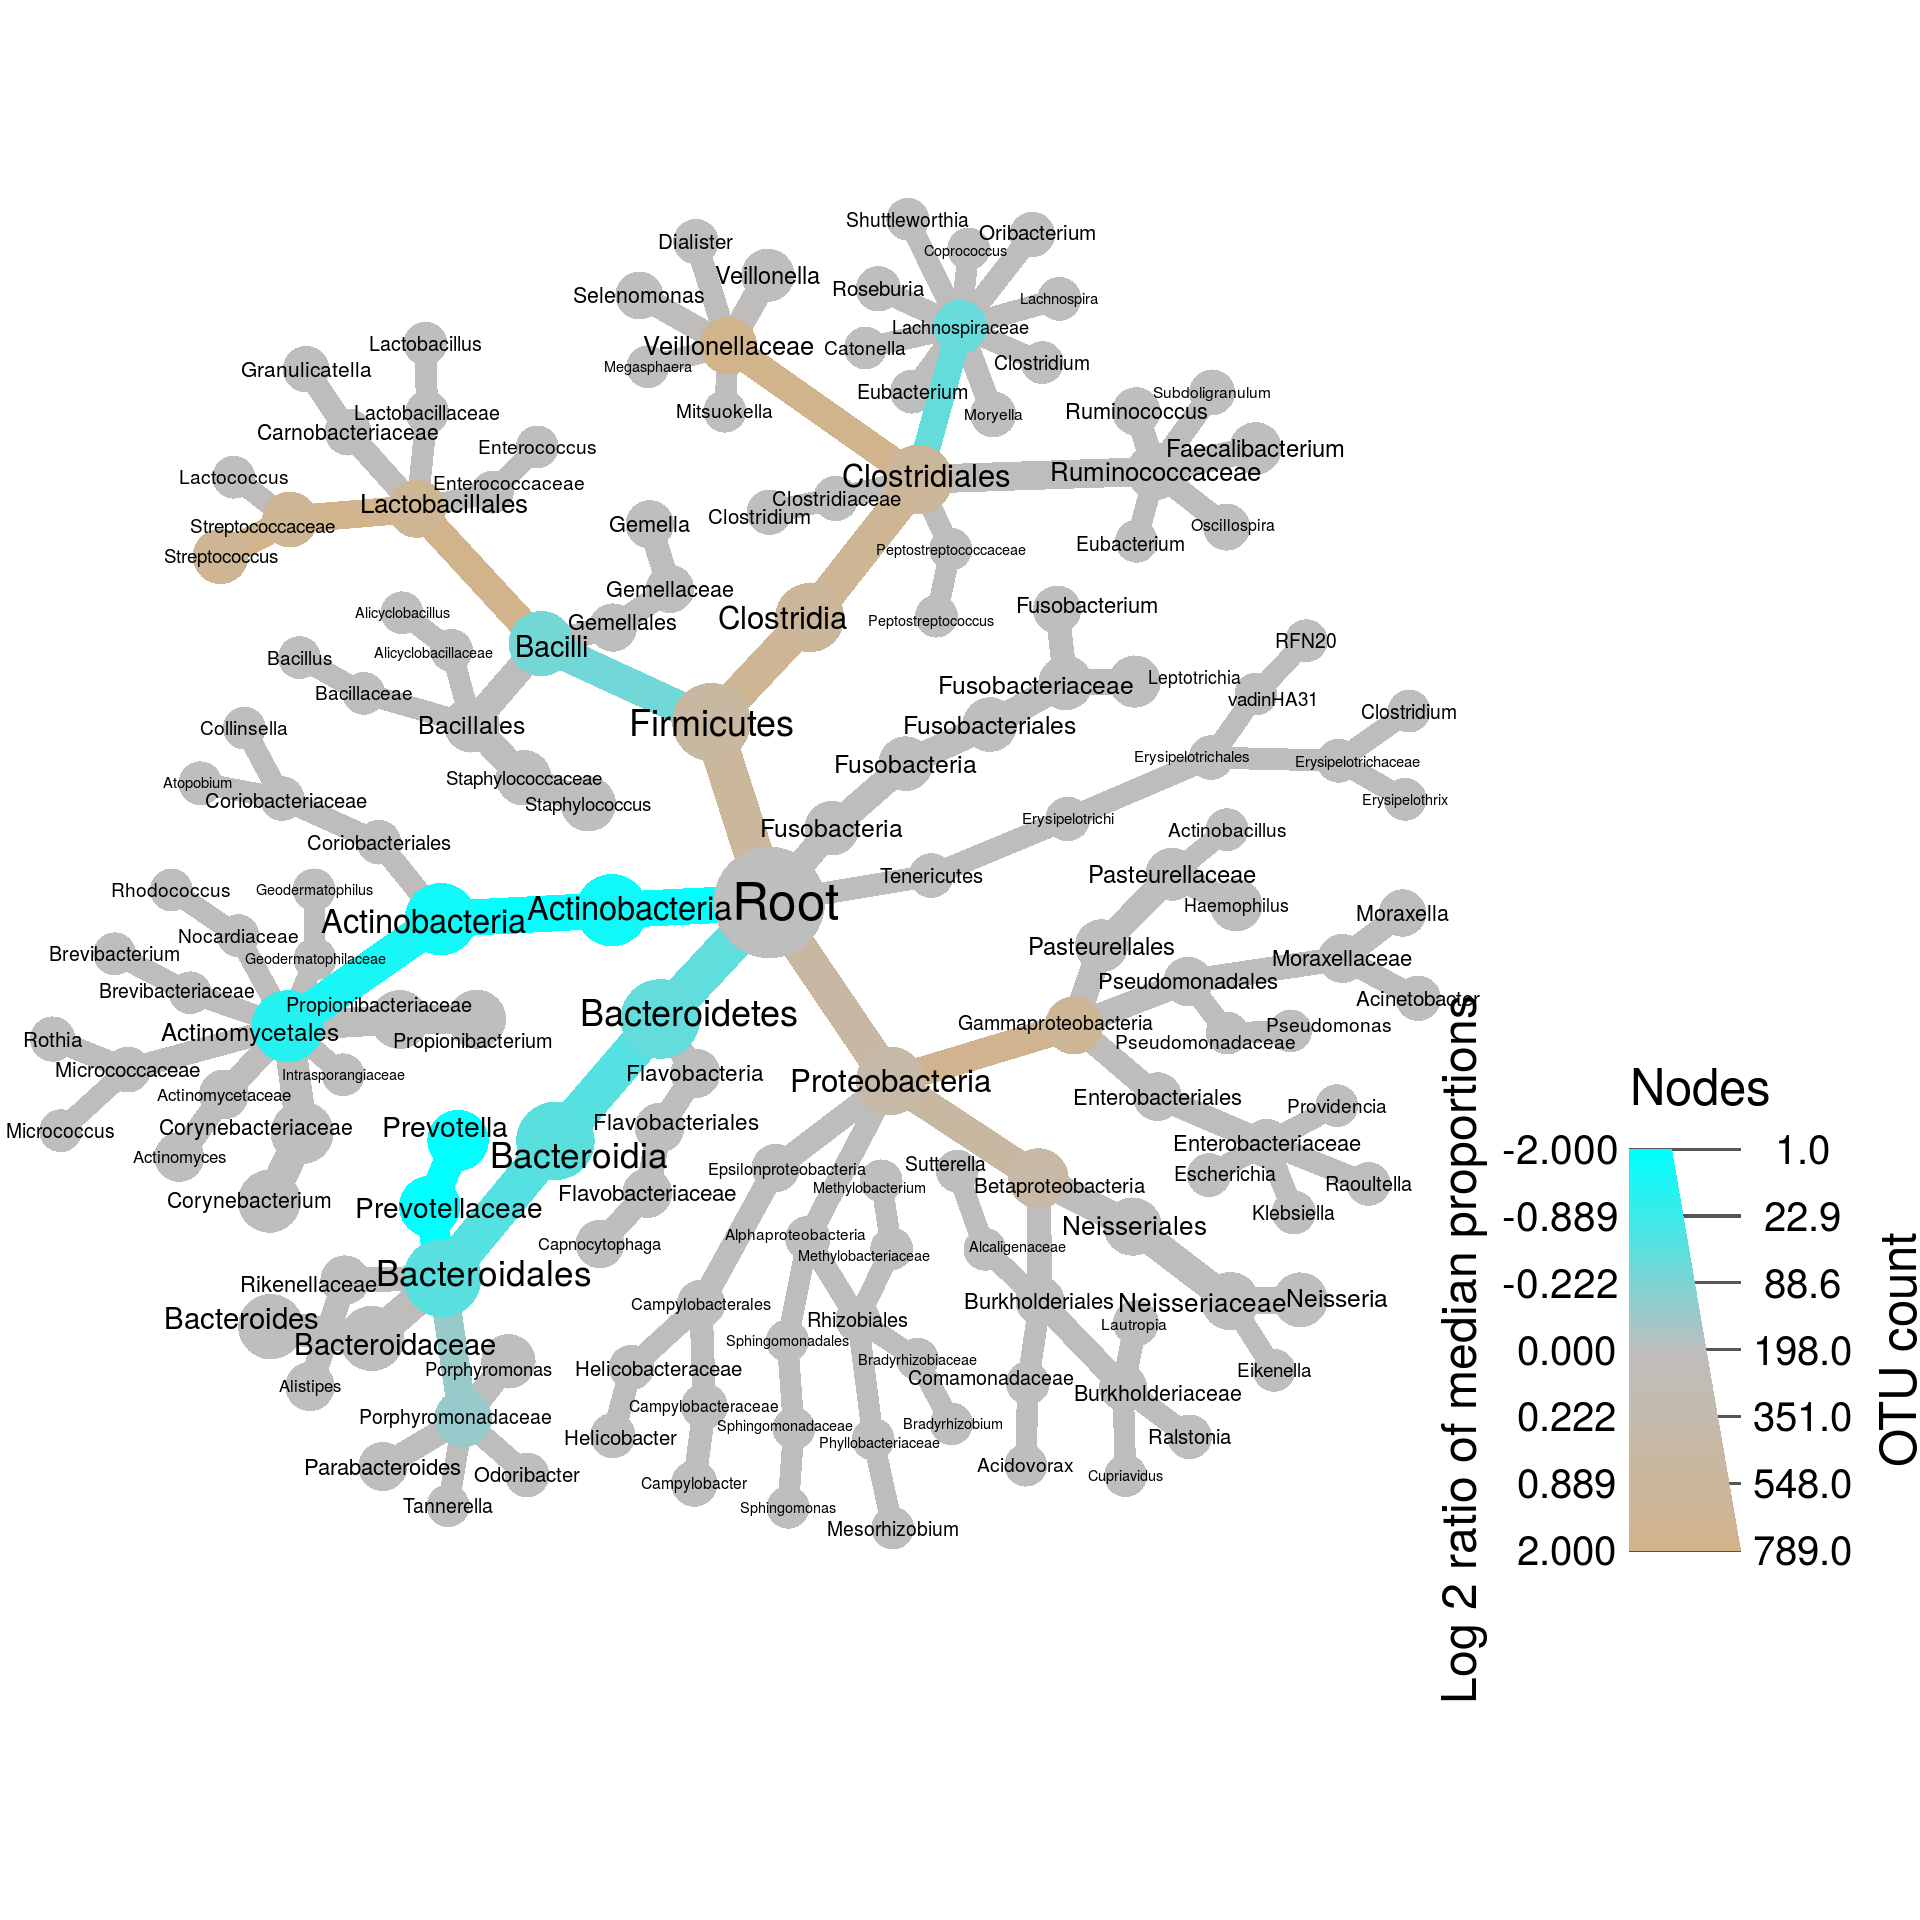 Shuttleworthia
Oribacterium
Dialister
Coprococcus
Veillonella
Selenomonas
Roseburia
Lachnospira
Lachnospiraceae
Lactobacillus
Veillonellaceae
Catonella
Granulicatella
Megasphaera
Clostridium
Eubacterium
Subdoligranulum
Lactobacillaceae
Mitsuokella
Moryella
Ruminococcus
Carnobacteriaceae
Enterococcus
Faecalibacterium
Lactococcus
Enterococcaceae
Clostridiales
Ruminococcaceae
Lactobacillales
Clostridiaceae
Streptococcaceae
Gemella
Clostridium
Oscillospira
Streptococcus
Peptostreptococcaceae
Eubacterium
Gemellaceae
Alicyclobacillus
Gemellales
Clostridia
Peptostreptococcus
Fusobacterium
Bacilli
Alicyclobacillaceae
RFN20
Bacillus
Bacillaceae
Fusobacteriaceae
Leptotrichia
vadinHA31
Collinsella
Bacillales
Firmicutes
Fusobacteriales
Clostridium
Atopobium
Staphylococcaceae
Fusobacteria
Erysipelotrichales
Erysipelotrichaceae
Coriobacteriaceae
Staphylococcus
Erysipelothrix
Coriobacteriales
Fusobacteria
Erysipelotrichi
Actinobacillus
Rhodococcus
Geodermatophilus
Tenericutes
Pasteurellaceae
Actinobacteria
Actinobacteria
Root
Haemophilus
Moraxella
Nocardiaceae
Brevibacterium
Geodermatophilaceae
Pasteurellales
Moraxellaceae
Brevibacteriaceae
Propionibacteriaceae
Bacteroidetes
Pseudomonadales
Acinetobacter
Rothia
Actinomycetales
Propionibacterium
Gammaproteobacteria
Pseudomonas
Pseudomonadaceae
Micrococcaceae
Intrasporangiaceae
Flavobacteria
Proteobacteria
Actinomycetaceae
Enterobacteriales
Providencia
Micrococcus
Corynebacteriaceae
Prevotella
Flavobacteriales
Enterobacteriaceae
Actinomyces
Bacteroidia
Epsilonproteobacteria
Sutterella
Escherichia
Corynebacterium
Prevotellaceae
Flavobacteriaceae
Methylobacterium
Betaproteobacteria
Raoultella
Klebsiella
Capnocytophaga
Alphaproteobacteria
Methylobacteriaceae
Alcaligenaceae
Neisseriales
Rikenellaceae
Bacteroidales
Bacteroides
Campylobacterales
Burkholderiales
Neisseriaceae
Neisseria
Bacteroidaceae
Sphingomonadales
Rhizobiales
Lautropia
Porphyromonas
Helicobacteraceae
Bradyrhizobiaceae
Eikenella
Alistipes
Comamonadaceae
Burkholderiaceae
Porphyromonadaceae
Campylobacteraceae
Sphingomonadaceae
Bradyrhizobium
Helicobacter
Phyllobacteriaceae
Ralstonia
Parabacteroides
Odoribacter
Campylobacter
Acidovorax
Cupriavidus
Tannerella
Sphingomonas
Mesorhizobium
Nodes
-2.000 1.0
-0.889 22.9
-0.222 88.6
0.000 198.0
0.222 351.0
0.889 548.0
2.000 789.0
Log 2 ratio of median proportions
OTU count